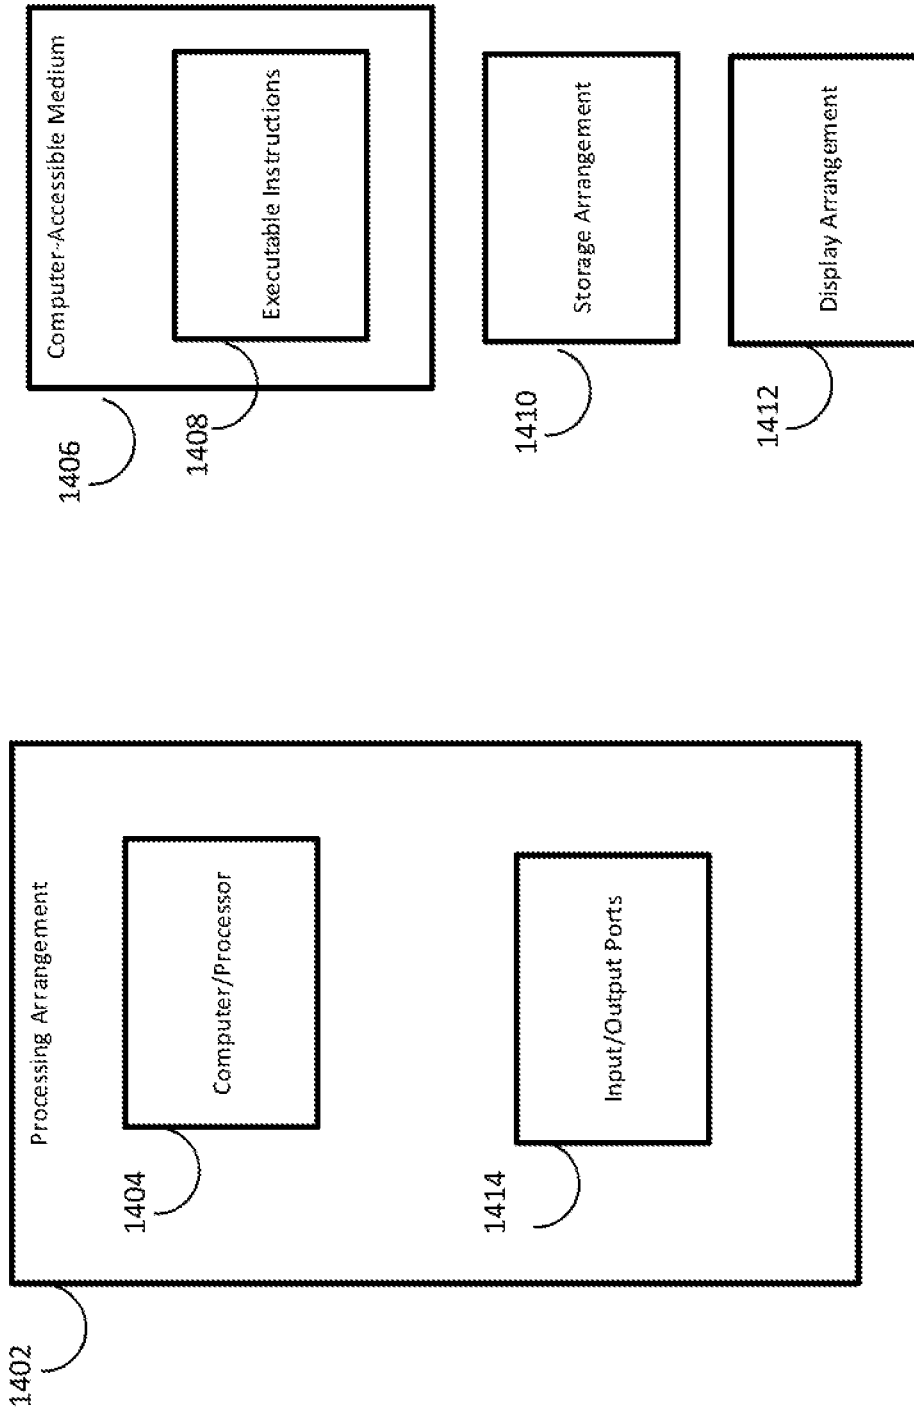 1402
Processing Arrangement
1404
Computer/Processor
1414
Input/Output Ports
1406
Computer-Accessible Medium
1408
Executable Instructions
1410
Storage Arrangement
1412
Display Arrangement